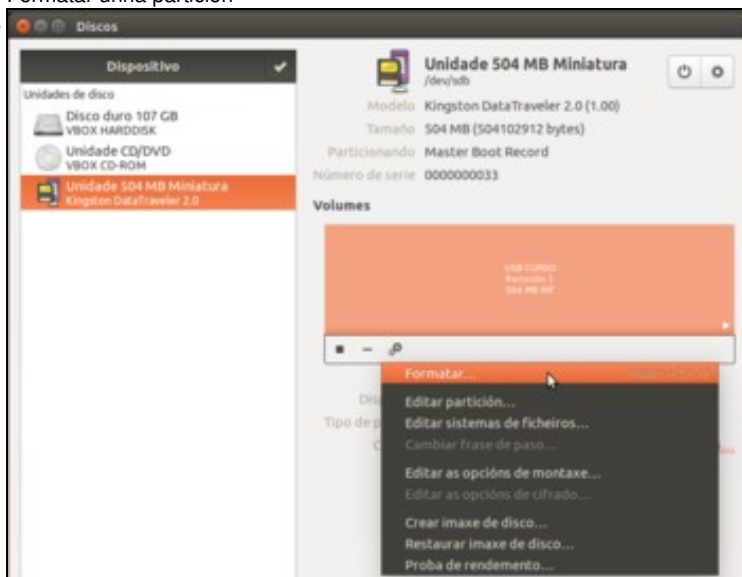 Formatar unha partición
Discos
Dispositivo
Unidades de disco
Disco duro 107 GB
VBOX HARDDISK
Unidade CD/DVD
VBOX CD-ROM
Unidade 504 MB Miniatura
Kingston DataTraveler 2.0
Unidade 504 MB Miniatura
/dev/sdb
Modelo Kingston DataTraveler 2.0 (1.00)
Tamaño 504 MB (504102912 bytes)
Particionando Master Boot Record
Número de serie 0000000033
Volumes
USB CURSO
Partición 1
504 MB FAT
Formatar...
Editar partición...
Editar sistemas de ficheiros...
Cambiar frase de paso...
Editar as opcións de montaxe...
Editar as opcións de cifrado...
Crear imaxe de disco...
Restaurar imaxe de disco...
Proba de rendemento...